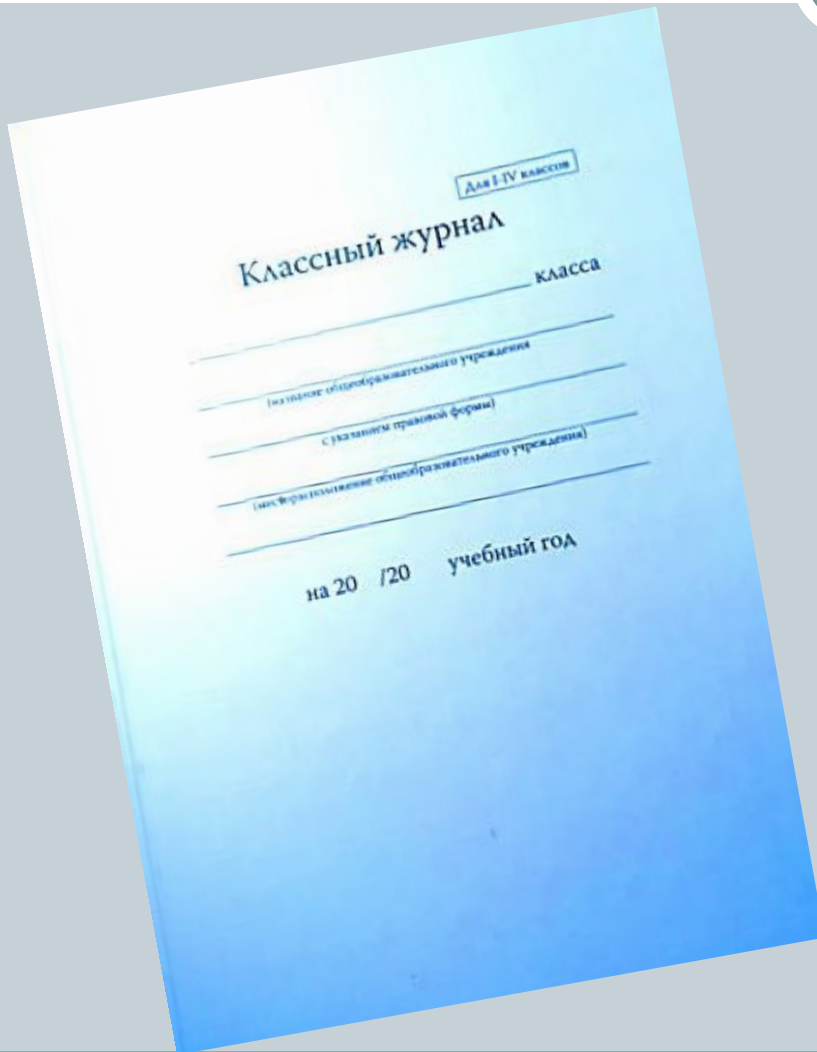 Для I-IV классов
Классный журнал
класса
(название общеобразовательного учреждения
с указанием правовой формы)
(месторасположение общеобразовательного учреждения)
на 20 /20 учебный год